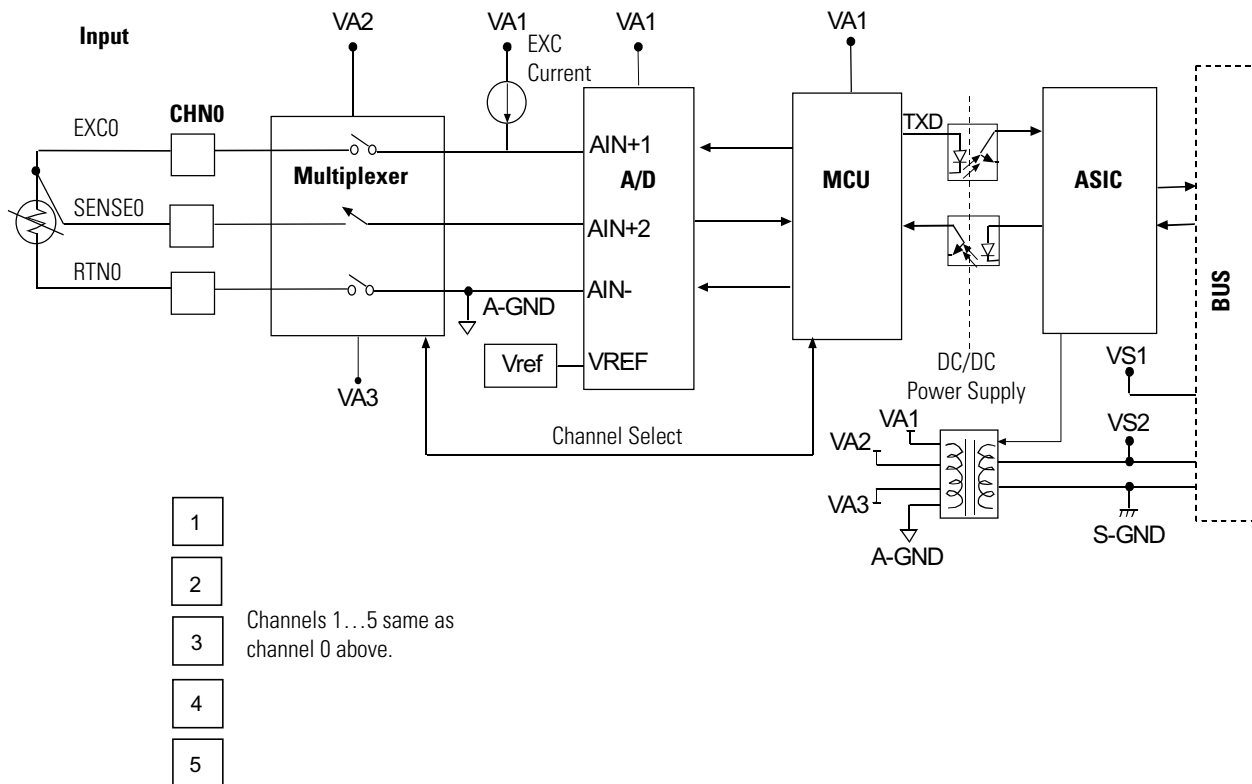 Input
VA2
VA1
EXC
Current
VA1
VA1
CHN0
EXC0
SENSE0
RTN0
Multiplexer
AIN+1
A/D
AIN+2
AIN-
VREF
A-GND
Vref
MCU
TXD
ASIC
BUS
VA3
Channel Select
DC/DC
Power Supply
VS1
VS2
VA1
VA2
VA3
A-GND
S-GND
1
2
3
4
5
Channels 1...5 same as
channel 0 above.